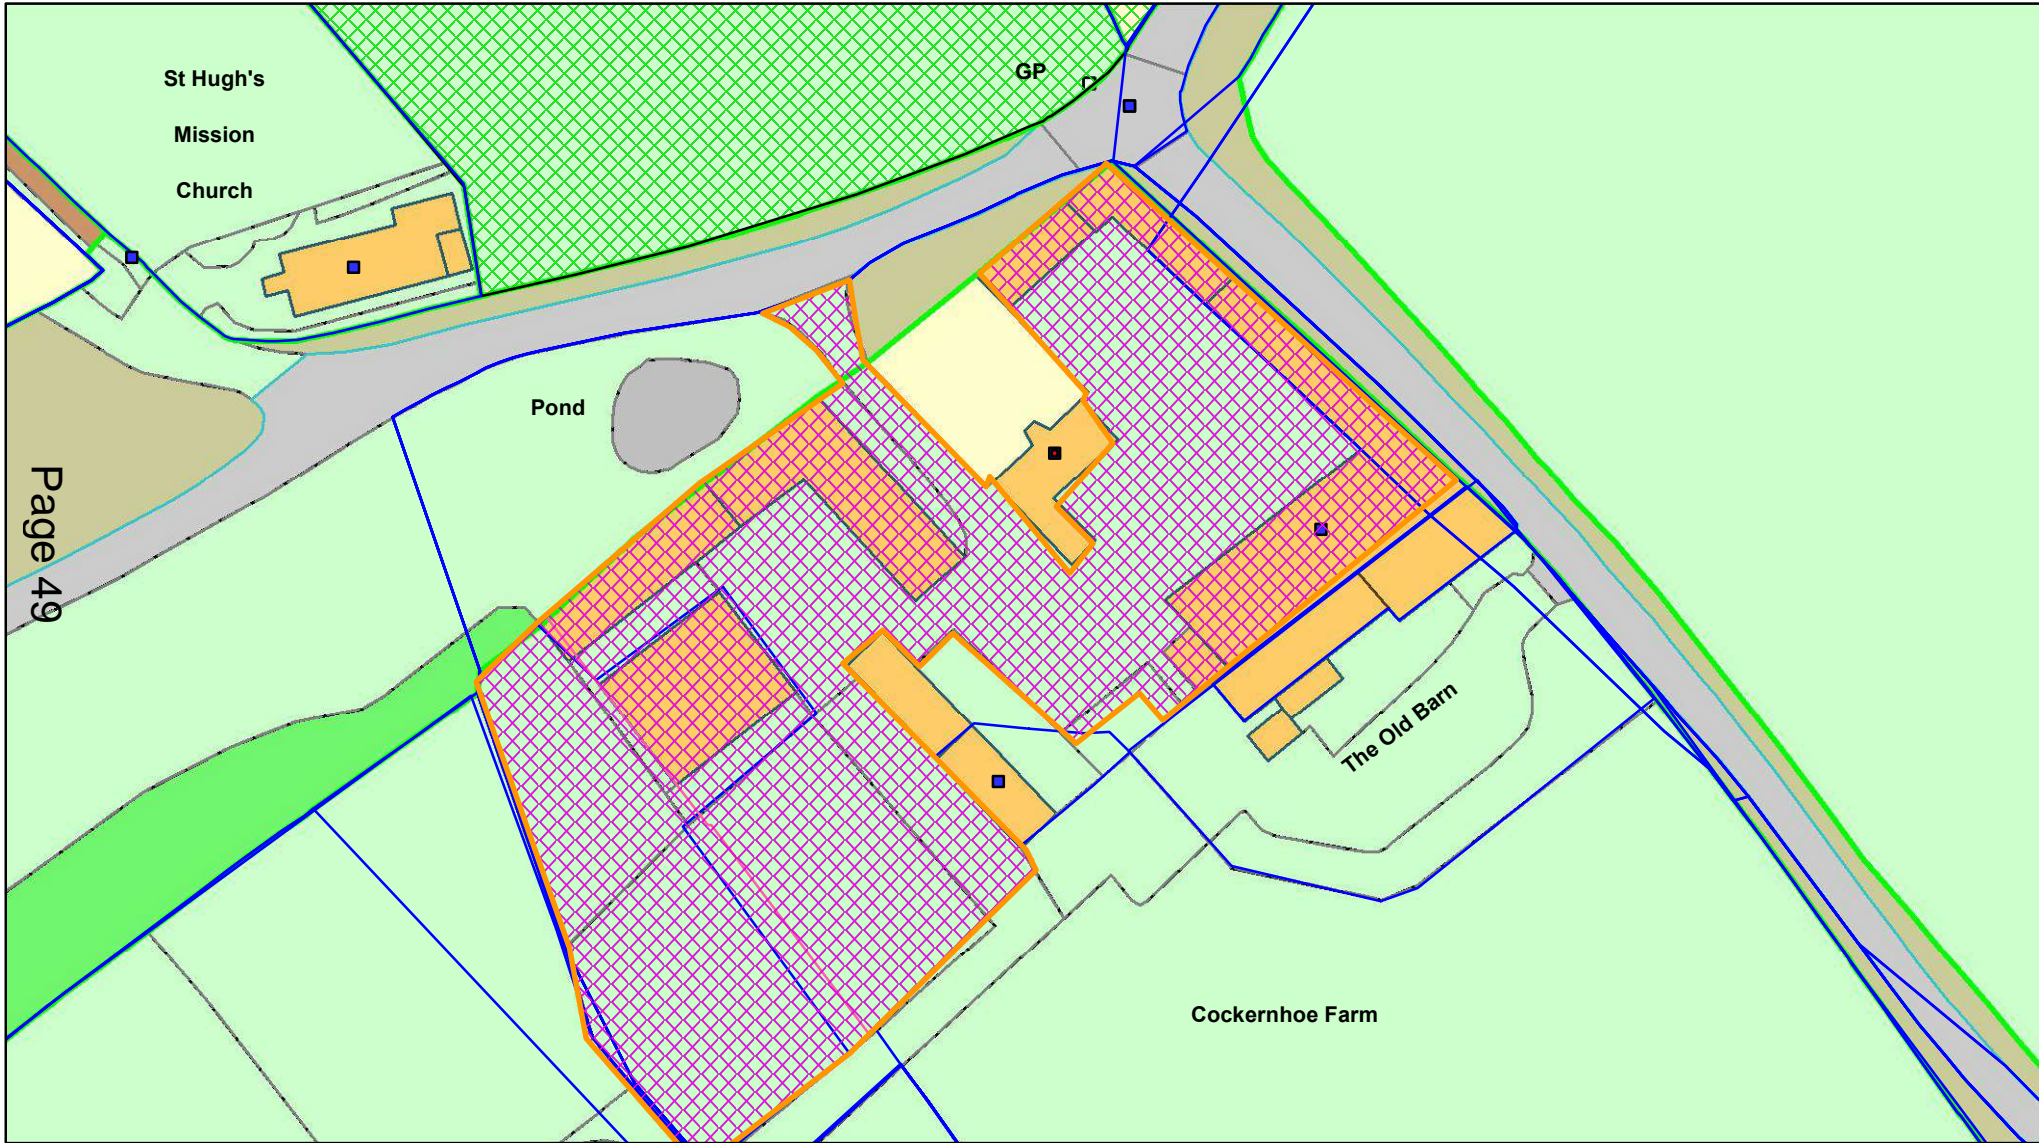 St Hugh's
Mission
Church
GP
Pond
Page 49
The Old Barn
Cockernhoe Farm